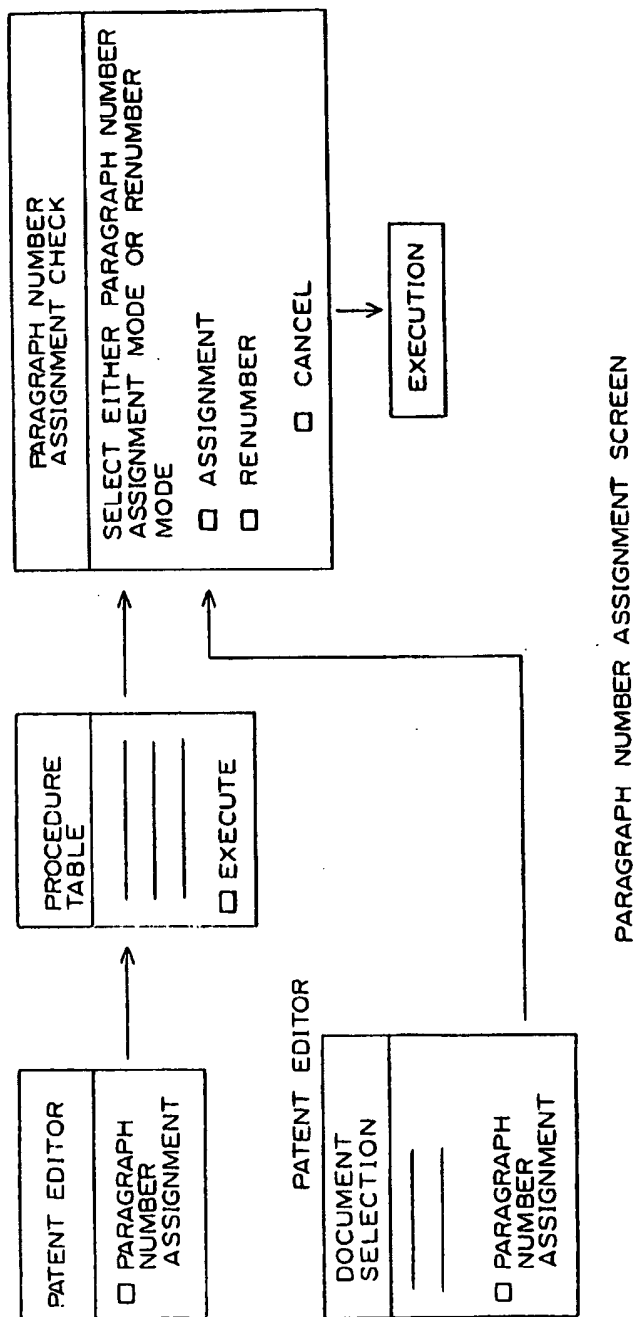 PATENT EDITOR
PARAGRAPH
NUMBER
ASSIGNMENT
PROCEDURE
TABLE
EXECUTE
PARAGRAPH NUMBER
ASSIGNMENT CHECK
SELECT EITHER PARAGRAPH NUMBER
ASSIGNMENT MODE OR RENUMBER
MODE
ASSIGNMENT
RENUMBER
CANCEL
EXECUTION
PATENT EDITOR
DOCUMENT
SELECTION
PARAGRAPH
NUMBER
ASSIGNMENT
PARAGRAPH NUMBER ASSIGNMENT SCREEN